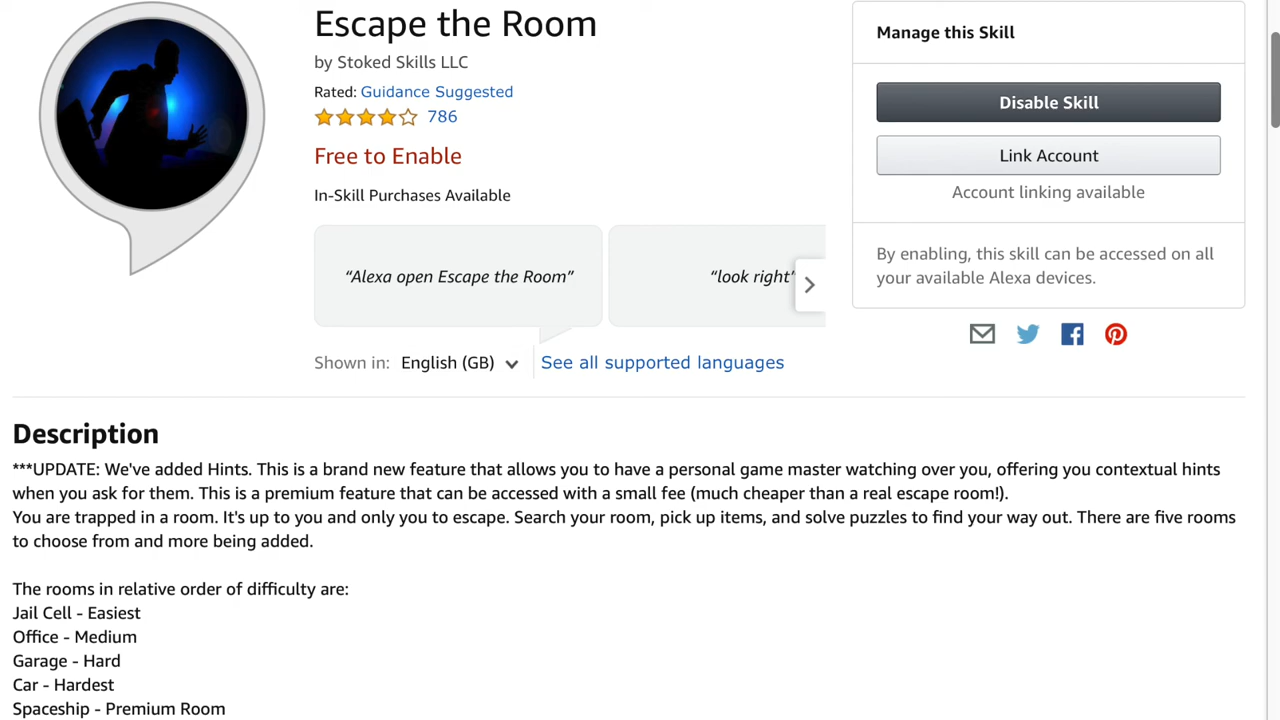 Escape the Room
by Stoked Skills LLC
Rated: Guidance Suggested
786
Free to Enable
In-Skill Purchases Available
“Alexa open Escape the Room”
“look right”
Shown in: English (GB)
See all supported languages
Manage this Skill
Disable Skill
Link Account
Account linking available
By enabling, this skill can be accessed on all
your available Alexa devices.
Description
***UPDATE: We've added Hints. This is a brand new feature that allows you to have a personal game master watching over you, offering you contextual hints
when you ask for them. This is a premium feature that can be accessed with a small fee (much cheaper than a real escape room!).
You are trapped in a room. It's up to you and only you to escape. Search your room, pick up items, and solve puzzles to find your way out. There are five rooms
to choose from and more being added.
The rooms in relative order of difficulty are:
Jail Cell - Easiest
Office - Medium
Garage - Hard
Car - Hardest
Spaceship - Premium Room